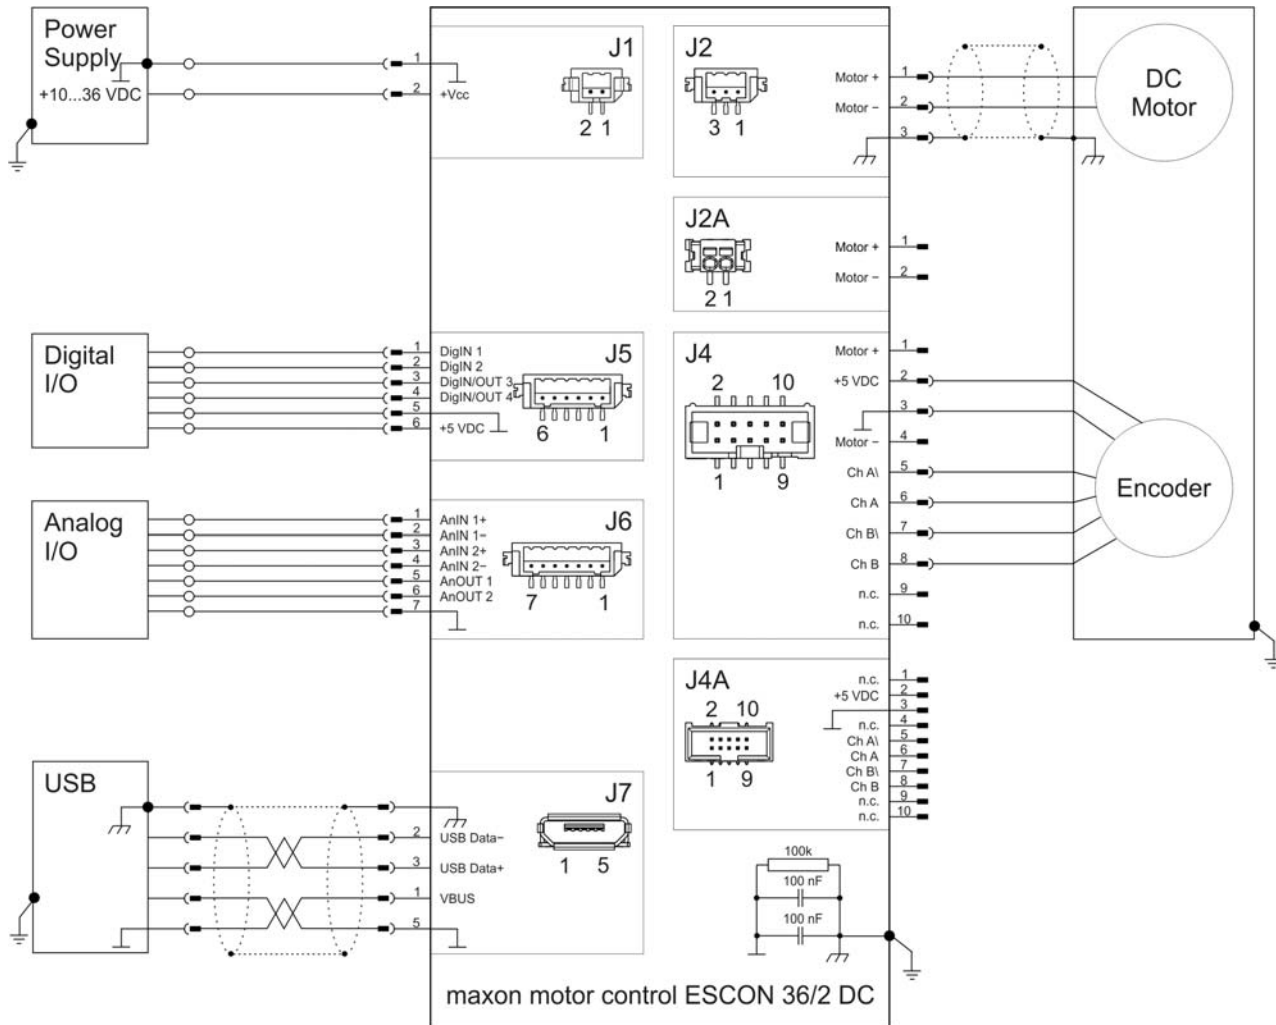 Power
Supply
+10...36 VDC
1
2
+Vcc
J1
2 1
J2
3 1
Motor +
Motor −
1
2
3
DC
Motor
J2A
2 1
Motor +
Motor −
1
2
Digital
I/O
1
2
3
4
5
6
DigIN 1
DigIN 2
DigIN/OUT 3
DigIN/OUT 4
+5 VDC
J5
6 1
J4
2 10
1 9
Motor +
+5 VDC
Motor −
Ch A\
Ch A
Ch B\
Ch B
n.c.
n.c.
1
2
3
4
5
6
7
8
9
10
Encoder
Analog
I/O
1
2
3
4
5
6
7
AnIN 1+
AnIN 1−
AnIN 2+
AnIN 2−
AnOUT 1
AnOUT 2
J6
7 1
J4A
2 10
1 9
n.c.
+5 VDC
n.c.
Ch A\
Ch A
Ch B\
Ch B
n.c.
n.c.
1
2
3
4
5
6
7
8
9
10
USB
2
3
1
5
USB Data−
USB Data+
VBUS
J7
1 5
100k
100 nF
100 nF
maxon motor control ESCON 36/2 DC